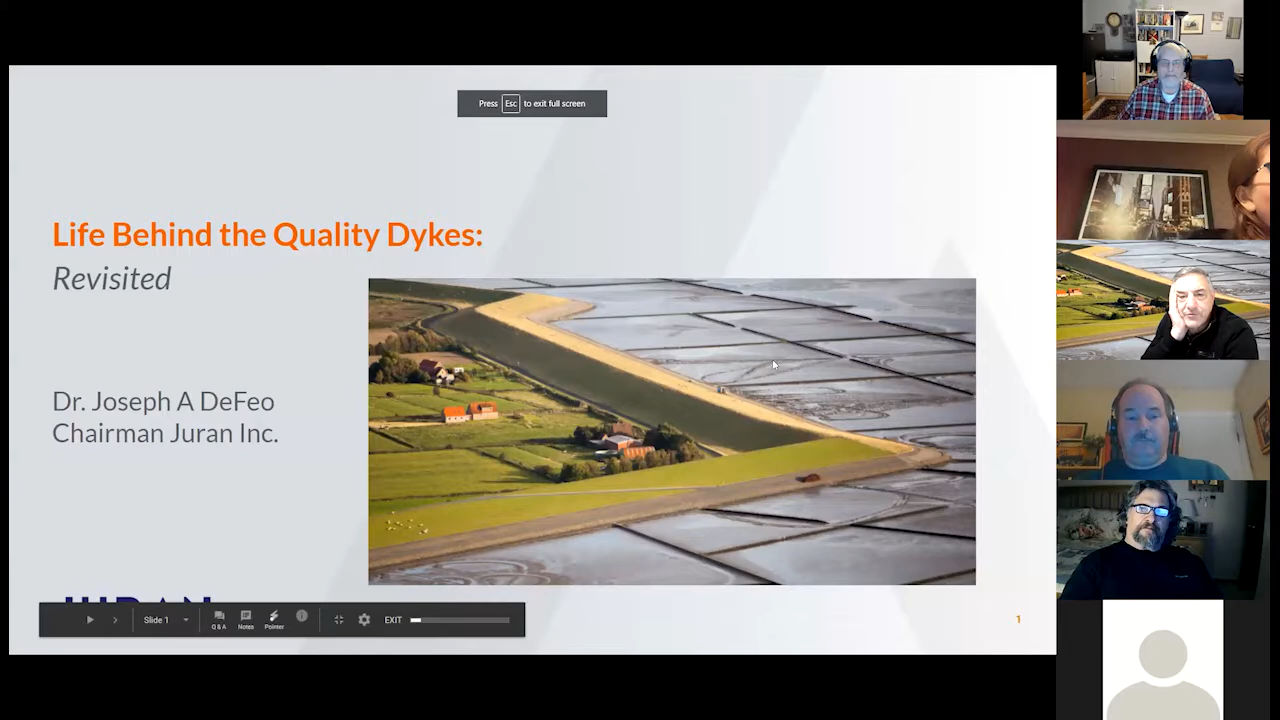 Press Esc to exit full screen
Life Behind the Quality Dykes:
Revisited
Dr. Joseph A DeFeo
Chairman Juran Inc.
JURAN
Slide 1
Q & A
Notes
Pointer
EXIT
1